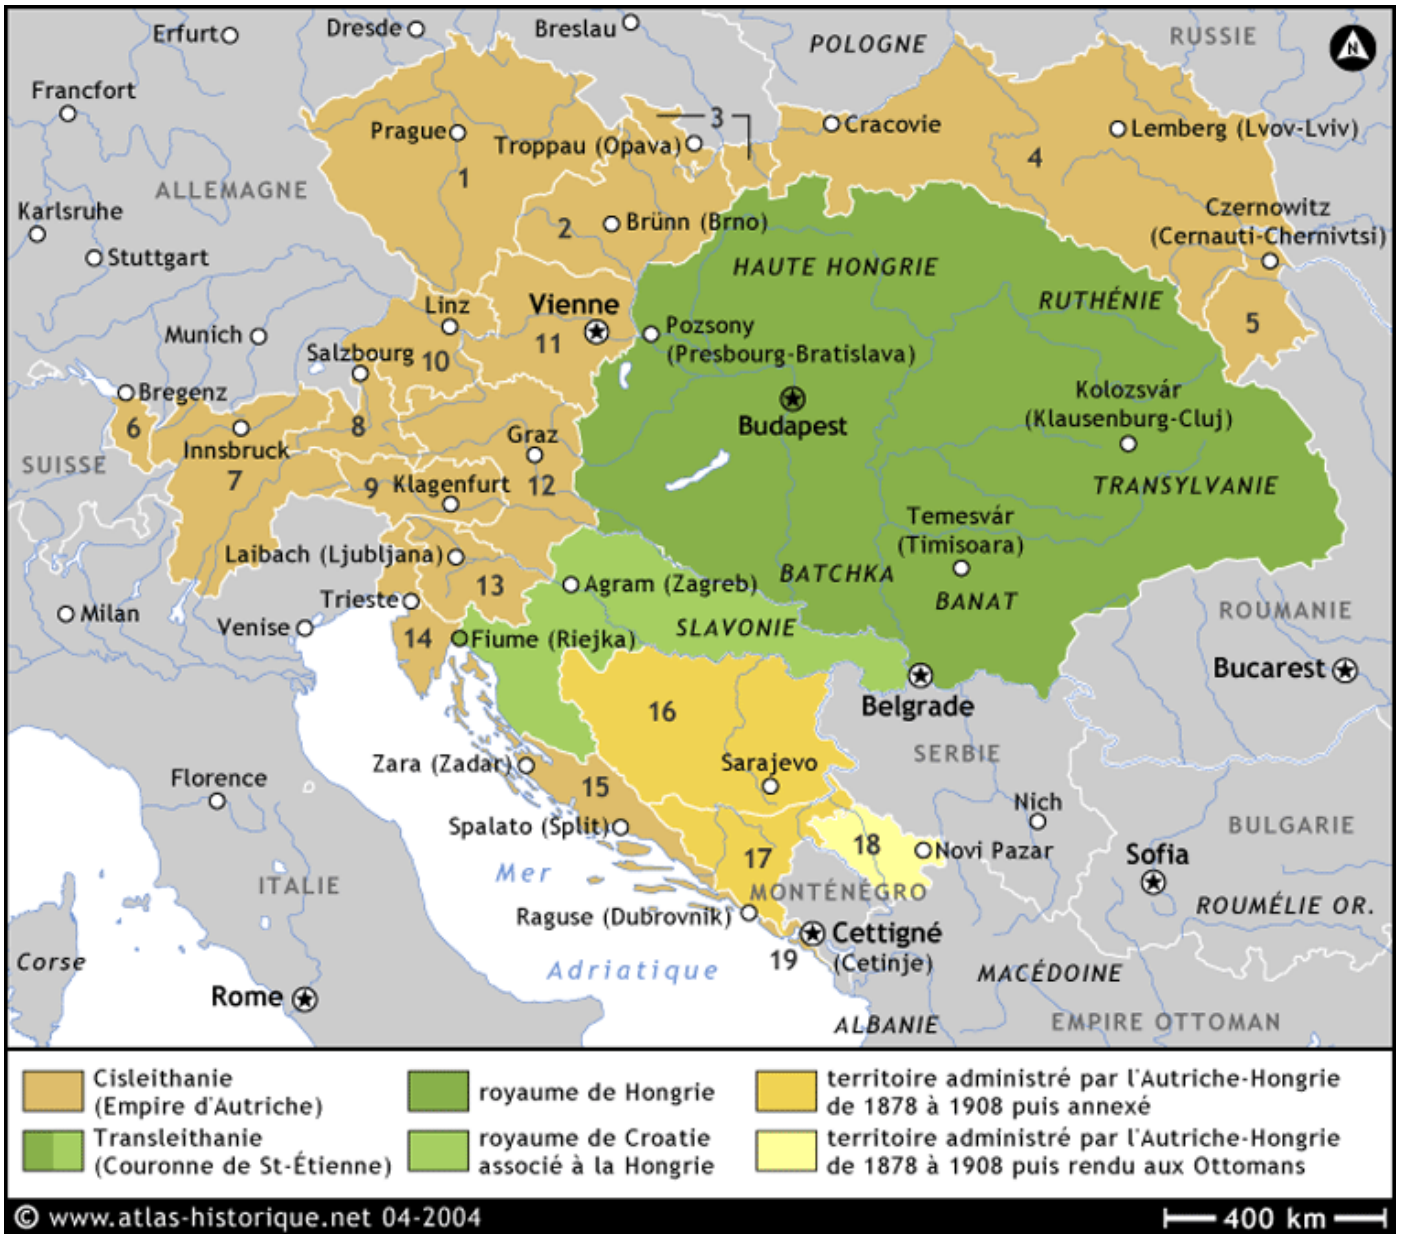 Erfurt
Dresde
Breslau
POLOGNE
RUSSIE
N
Francfort
Prague
3
Cracovie
Lemberg (Lvov-Lviv)
Troppau (Opava)
4
1
ALLEMAGNE
Karlsruhe
Czernowitz
(Cernauti-Chernivtsi)
2
Brünn (Brno)
Stuttgart
HAUTE HONGRIE
RUTHÉNIE
Linz
Vienne
5
Munich
11
Pozsony
(Presbourg-Bratislava)
Salzbourg
10
Bregenz
Kolozsvár
(Klausenburg-Cluj)
6
8
Budapest
Innsbruck
Graz
SUISSE
7
9
Klagenfurt
12
TRANSYLVANIE
Temesvár
(Timisoara)
Laibach (Ljubljana)
13
Agram (Zagreb)
BATCHKA
BANAT
Trieste
Milan
Venise
14
Fiume (Riejka)
SLAVONIE
ROUMANIE
Bucarest
16
Belgrade
SERBIE
Zara (Zadar)
Sarajevo
Florence
15
Nich
Spalato (Split)
18
BULGARIE
Novi Pazar
Sofia
17
Mer
ITALIE
MONTÉNÉGRO
ROUMÉLIE OR.
Raguse (Dubrovnik)
Cettigné
(Cetinje)
19
Corse
Adriatique
MACÉDOINE
Rome
ALBANIE
EMPIRE OTTOMAN
Cisleithanie
(Empire d'Autriche)
Transleithanie
(Couronne de St-Étienne)
royaume de Hongrie
royaume de Croatie
associé à la Hongrie
territoire administré par l'Autriche-Hongrie
de 1878 à 1908 puis annexé
territoire administré par l'Autriche-Hongrie
de 1878 à 1908 puis rendu aux Ottomans
© www.atlas-historique.net 04-2004
400 km